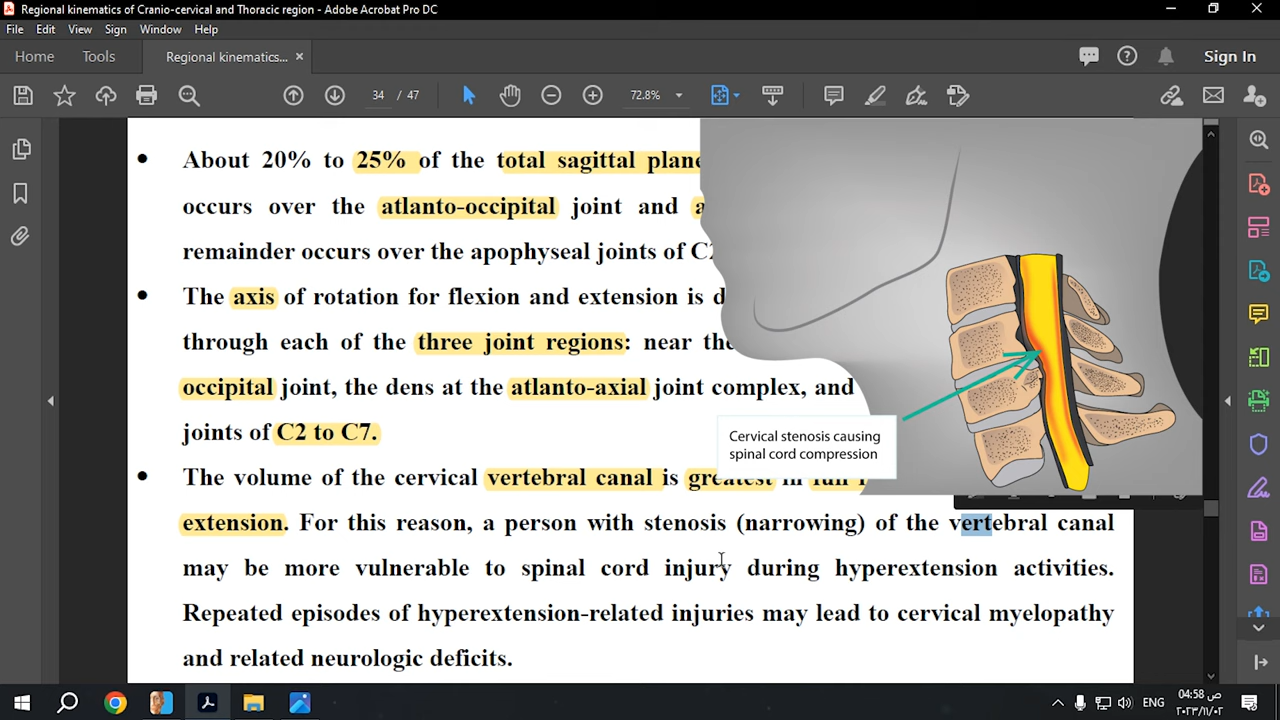 Regional kinematics of Cranio-cervical and Thoracic region - Adobe Acrobat Pro DC
File Edit View Sign Window Help
Home Tools Regional kinematics... × Sign In
34 / 47 72.8%
• About 20% to 25% of the total sagittal plane
occurs over the atlanto-occipital joint and a
remainder occurs over the apophyseal joints of C2
• The axis of rotation for flexion and extension is d
through each of the three joint regions: near the
occipital joint, the dens at the atlanto-axial joint complex, and
joints of C2 to C7.
Cervical stenosis causing
spinal cord compression
• The volume of the cervical vertebral canal is greatest in full f
extension. For this reason, a person with stenosis (narrowing) of the vertebral canal
may be more vulnerable to spinal cord injury during hyperextension activities.
Repeated episodes of hyperextension-related injuries may lead to cervical myelopathy
and related neurologic deficits.
ENG
04:58 ص
٢٠٢٣/١١/٠٢